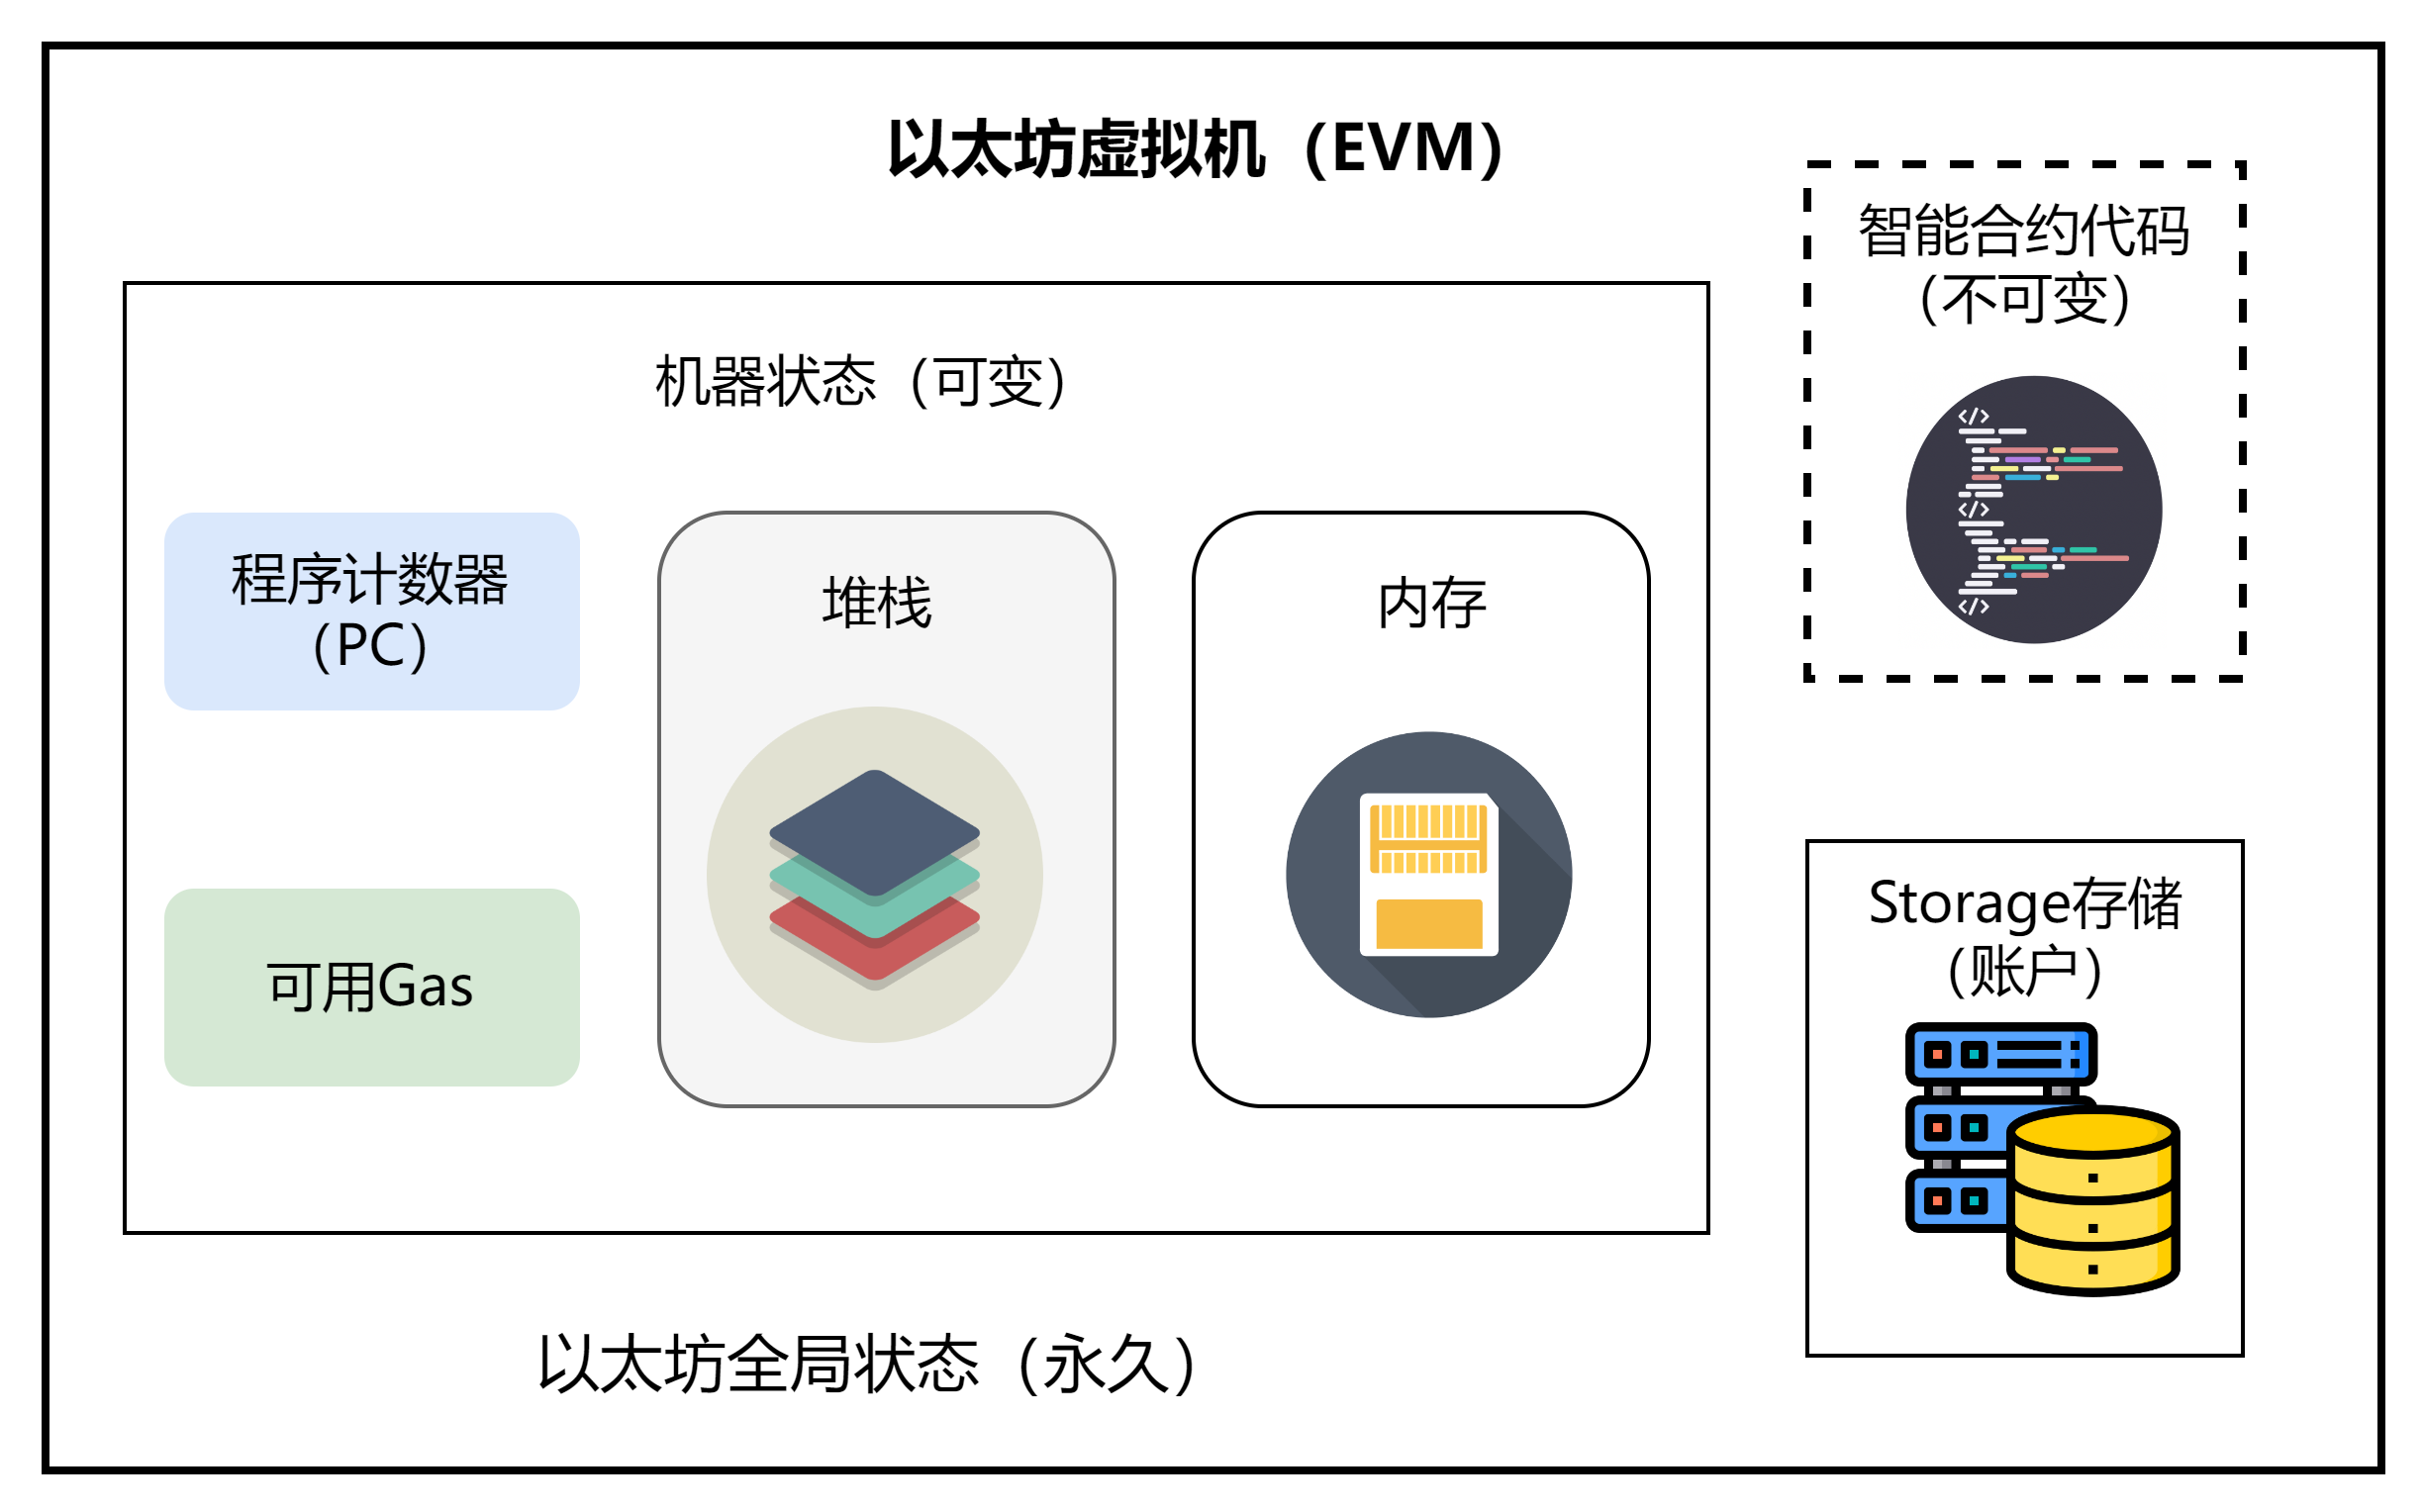 以太坊虚拟机（EVM）
智能合约代码
（不可变）
机器状态（可变）
程序计数器
（PC）
堆栈
内存
可用Gas
Storage存储
（账户）
以太坊全局状态（永久）